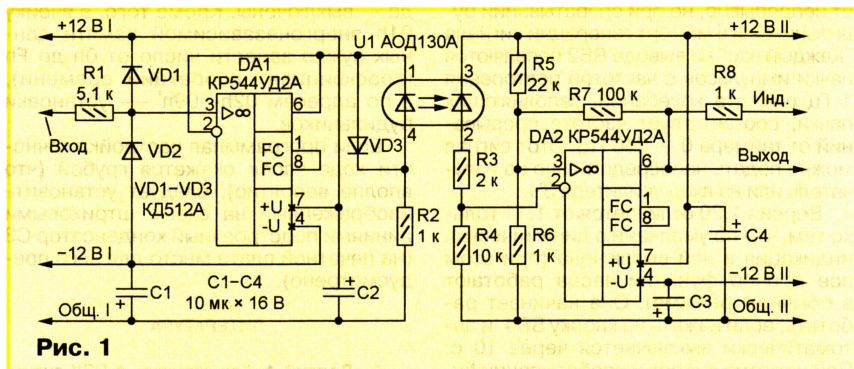 +12 В I
DA1
КР544УД2А
U1 АОД130А
+12 В II
R1
5,1 к
VD1
3
2
6
FC
FC
1
8
+U
-U
7
4
1
4
3
2
VD3
R5
22 к
R7 100 к
R8
1 к
Инд.
Вход
VD2
DA2 КР544УД2А
Выход
VD1-VD3
КД512А
R3
2 к
3
2
6
FC
FC
1
8
+U
-U
7
4
R2
1 к
R4
10 к
R6
1 к
C4
−12 В I
C1
+
C1-C4
10 мк × 16 В
C2
+
C3
+
+
−12 В II
Общ. I
Общ. II
Рис. 1